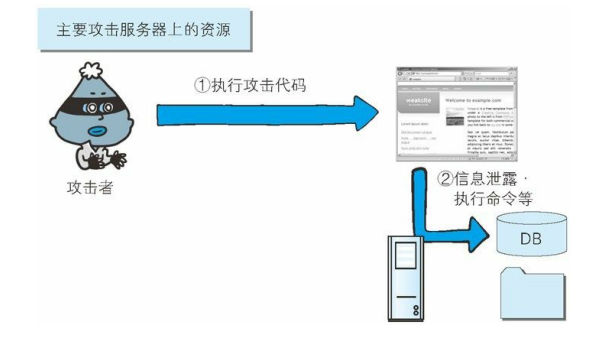 主要攻击服务器上的资源
①执行攻击代码
攻击者
website
Welcome to example.com
②信息泄露·
执行命令等
DB